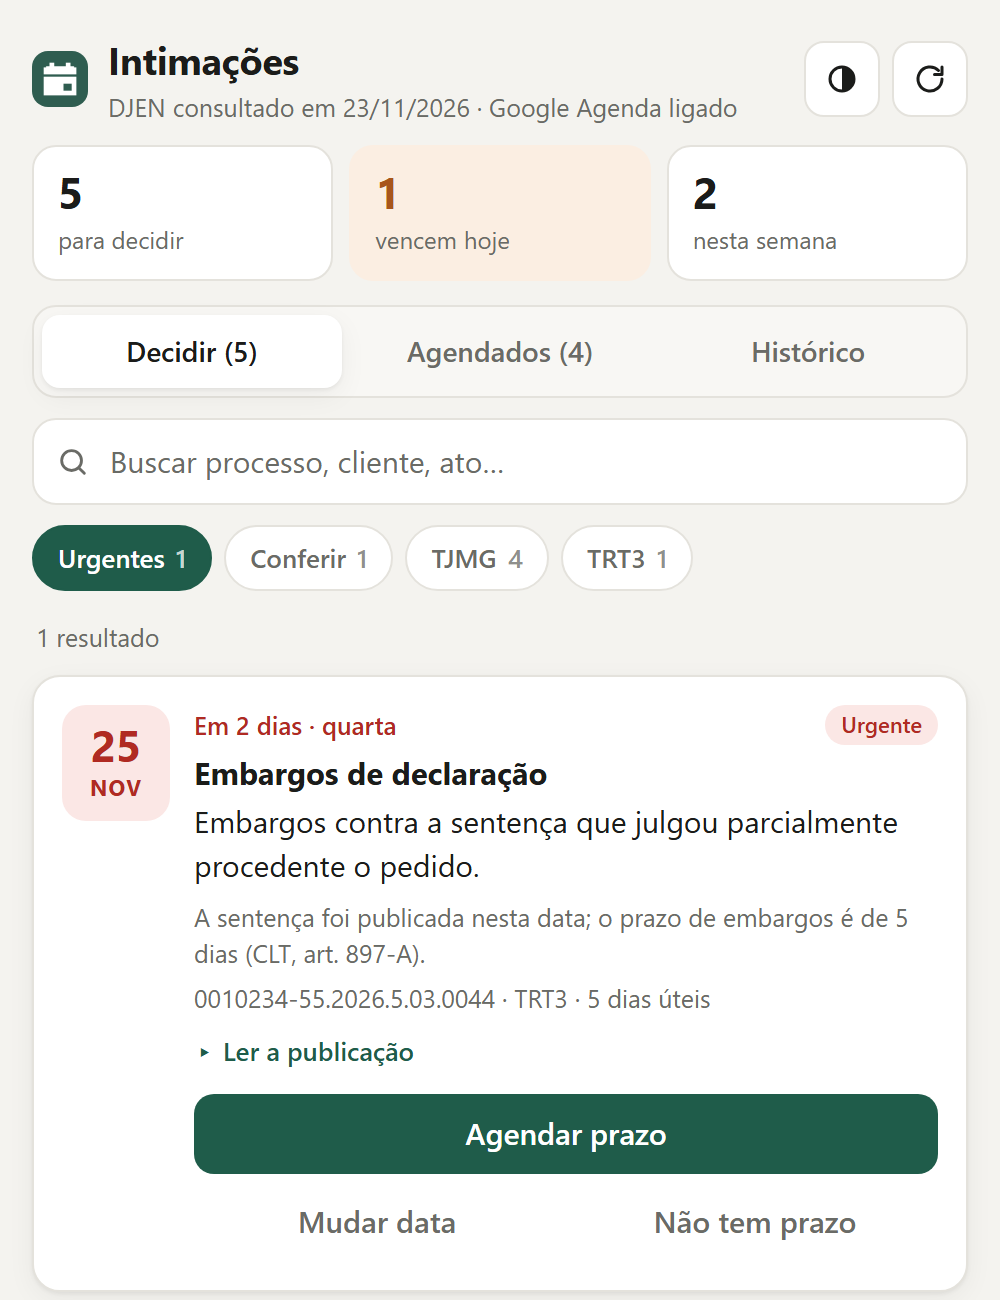 Intimações
DJEN consultado em 23/11/2026 · Google Agenda ligado
5
para decidir
1
vencem hoje
2
nesta semana
Decidir (5)
Agendados (4)
Histórico
Buscar processo, cliente, ato...
Urgentes 1
Conferir 1
TJMG 4
TRT3 1
1 resultado
25
NOV
Em 2 dias · quarta
Urgente
Embargos de declaração
Embargos contra a sentença que julgou parcialmente
procedente o pedido.
A sentença foi publicada nesta data; o prazo de embargos é de 5
dias (CLT, art. 897-A).
0010234-55.2026.5.03.0044 · TRT3 · 5 dias úteis
Ler a publicação
Agendar prazo
Mudar data
Não tem prazo